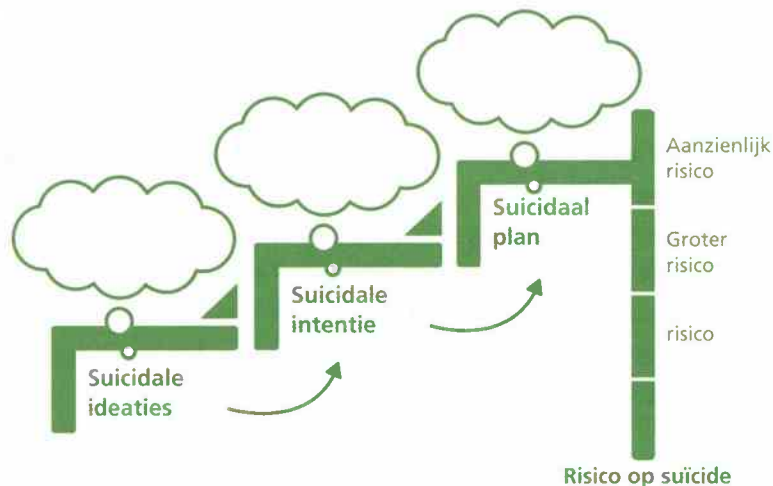 Aanzienlijk
risico
Suicidaal
plan
Groter
risico
Suicidale
intentie
risico
Suicidale
ideaties
Risico op suïcide